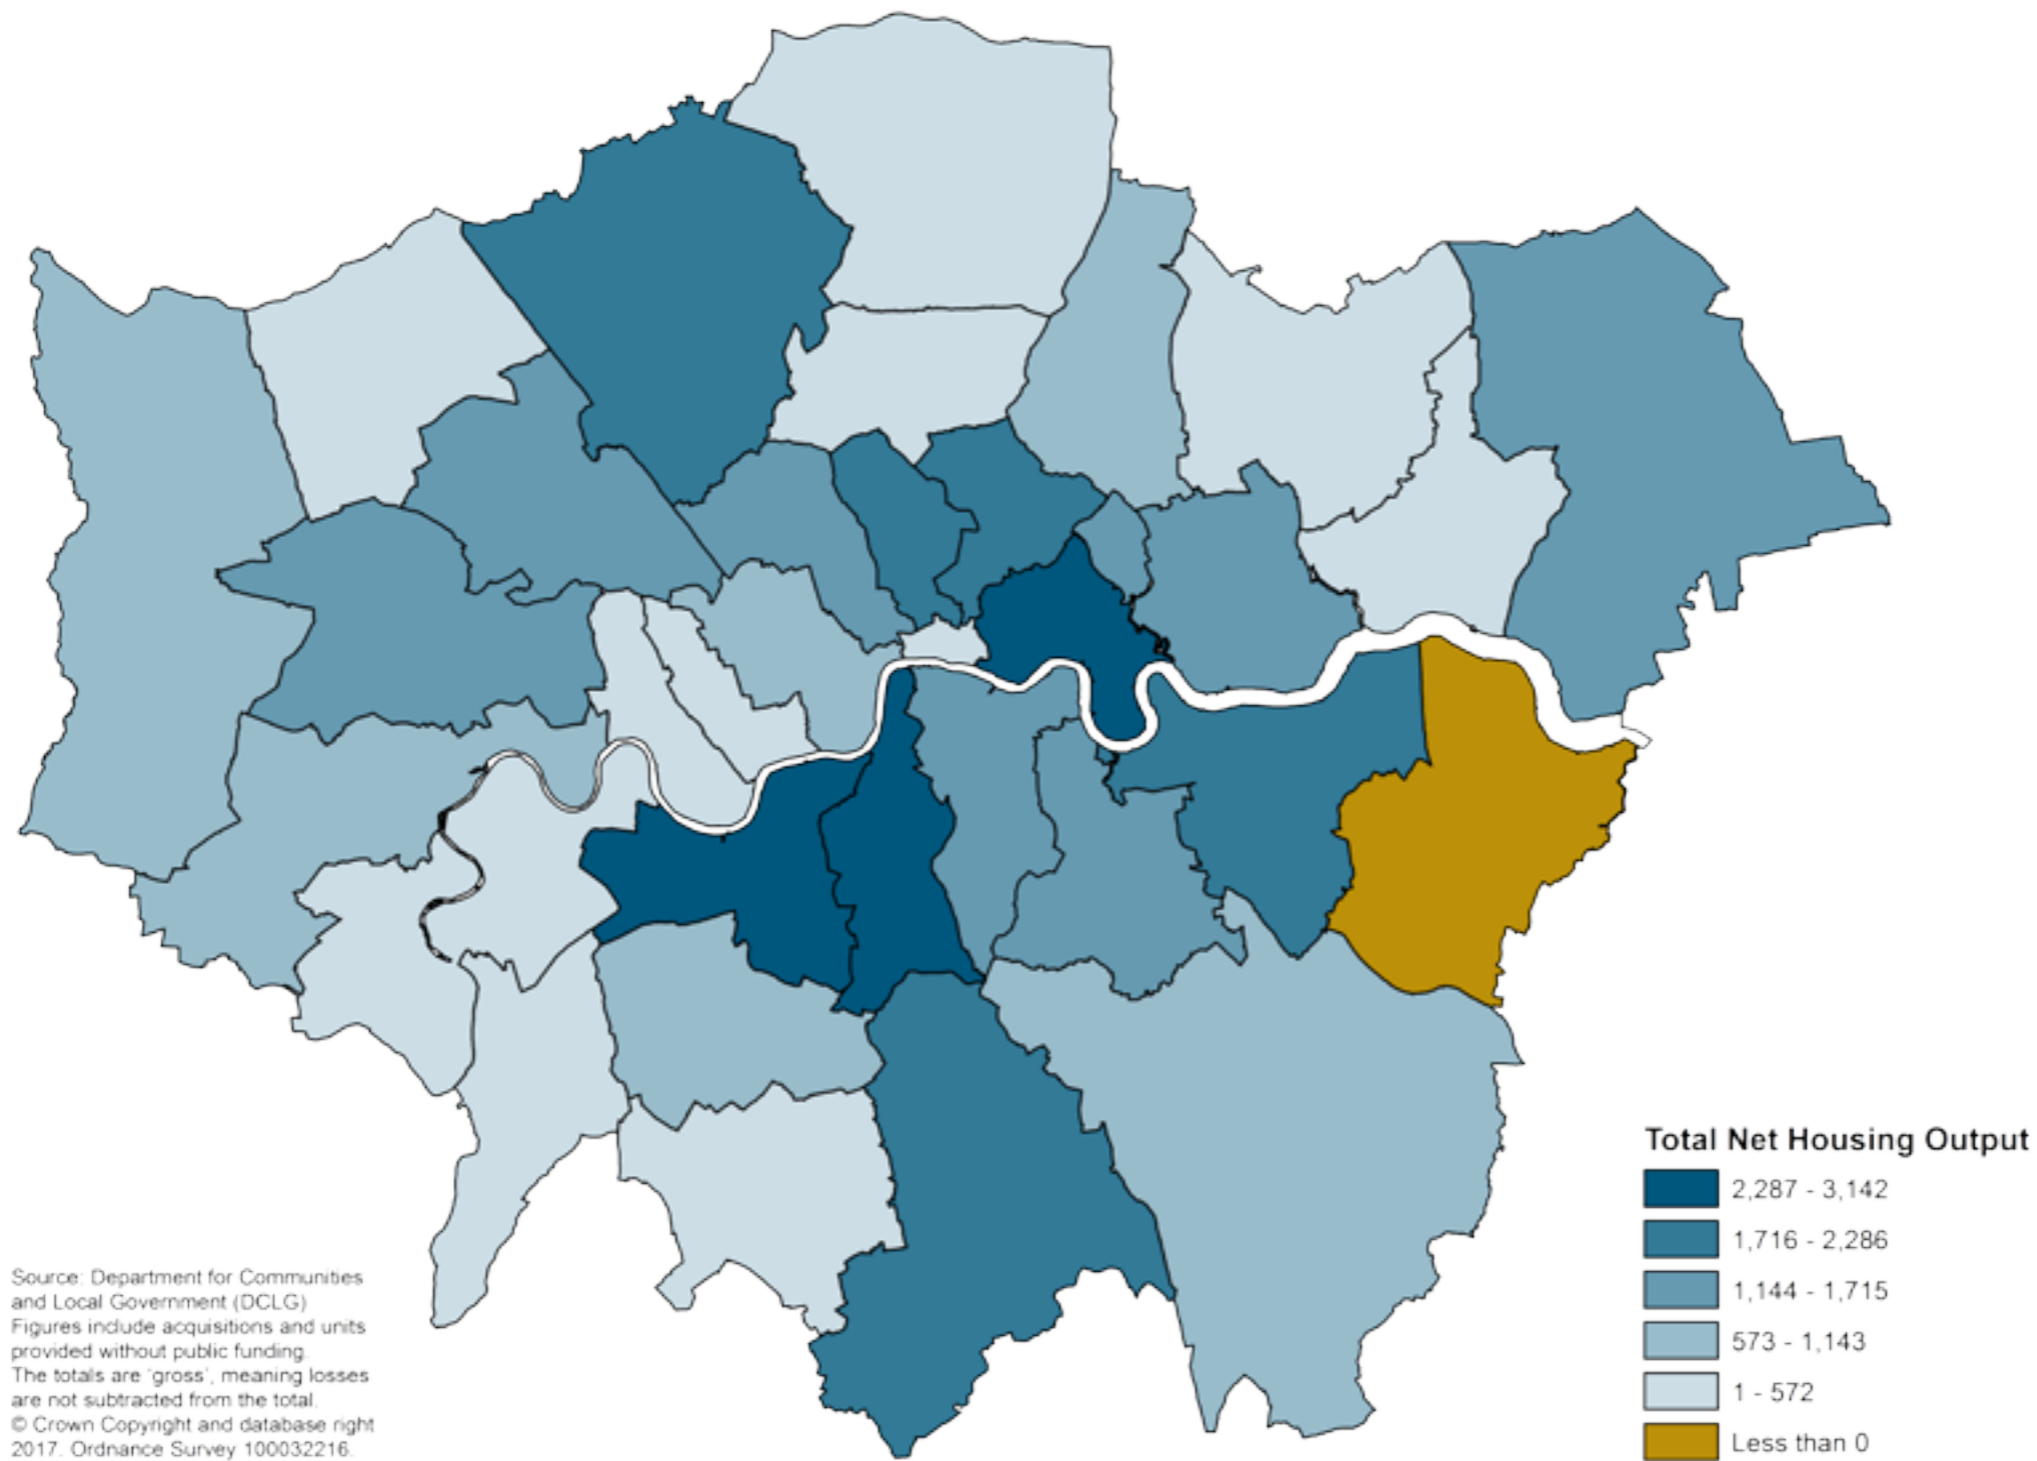 Total Net Housing Output
2,287 - 3,142
1,716 - 2,286
1,144 - 1,715
573 - 1,143
1 - 572
Less than 0
Source: Department for Communities
and Local Government (DCLG)
Figures include acquisitions and units
provided without public funding.
The totals are 'gross', meaning losses
are not subtracted from the total.
© Crown Copyright and database right
2017. Ordnance Survey 100032216.